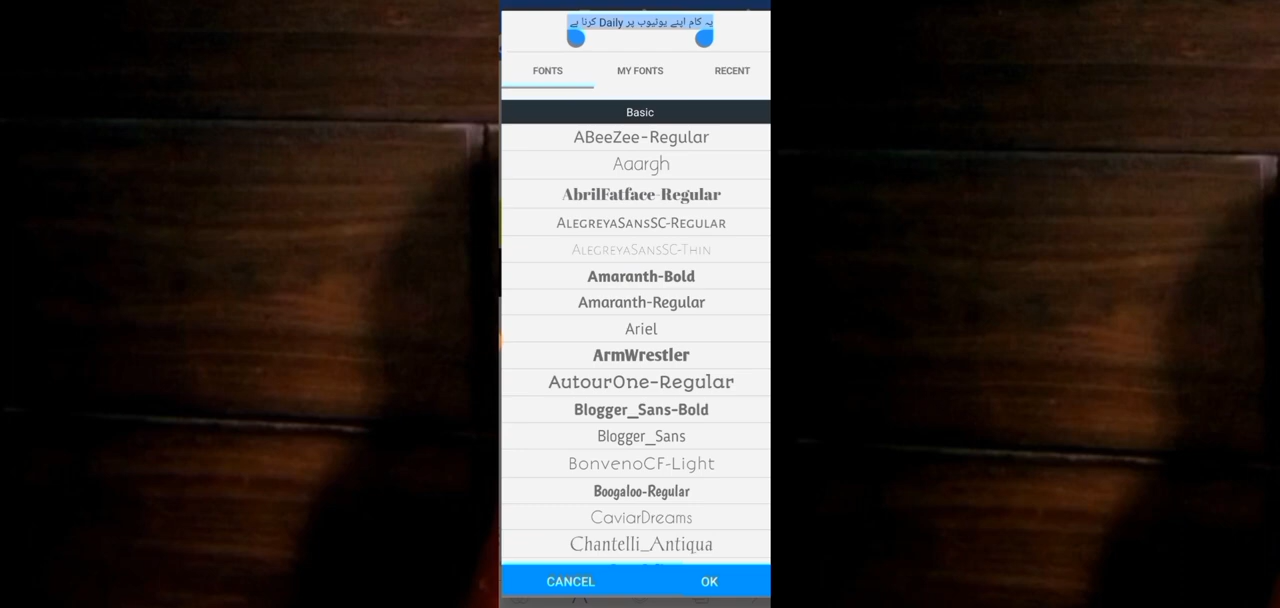 یہ کام اپنے یوٹیوب پر Daily کرنا ہے
FONTS
MY FONTS
RECENT
Basic
ABeeZee-Regular
Aaargh
AbrilFatface-Regular
AlegreyaSansSC-Regular
AlegreyaSansSC-Thin
Amaranth-Bold
Amaranth-Regular
Ariel
ArmWrestler
AutourOne-Regular
Blogger_Sans-Bold
Blogger_Sans
BonvenoCF-Light
Boogaloo-Regular
CaviarDreams
Chantelli_Antiqua
CANCEL
OK